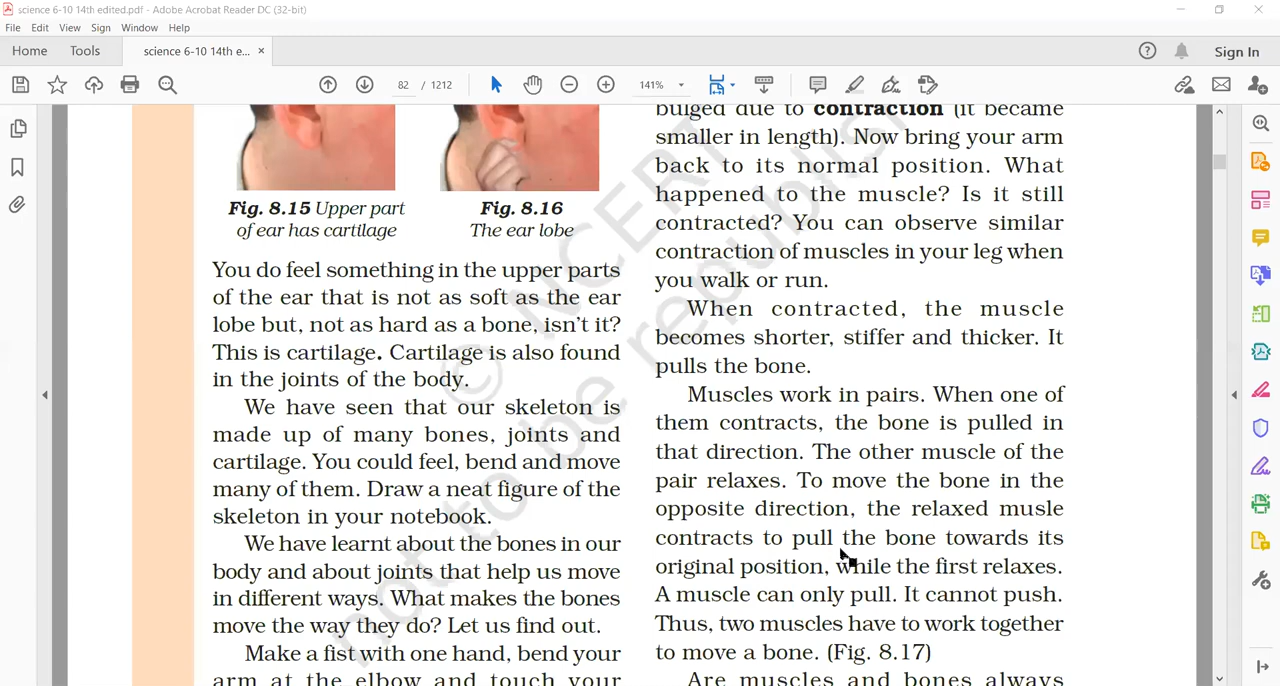 science 6-10 14th edited.pdf - Adobe Acrobat Reader DC (32-bit)
File Edit View Sign Window Help
Home Tools science 6-10 14th e... × Sign In
82 / 1212 141%
Fig. 8.15 Upper part
of ear has cartilage
Fig. 8.16
The ear lobe
You do feel something in the upper parts
of the ear that is not as soft as the ear
lobe but, not as hard as a bone, isn't it?
This is cartilage. Cartilage is also found
in the joints of the body.
We have seen that our skeleton is
made up of many bones, joints and
cartilage. You could feel, bend and move
many of them. Draw a neat figure of the
skeleton in your notebook.
We have learnt about the bones in our
body and about joints that help us move
in different ways. What makes the bones
move the way they do? Let us find out.
Make a fist with one hand, bend your
arm at the elbow and touch your
bulged due to contraction (it became
smaller in length). Now bring your arm
back to its normal position. What
happened to the muscle? Is it still
contracted? You can observe similar
contraction of muscles in your leg when
you walk or run.
When contracted, the muscle
becomes shorter, stiffer and thicker. It
pulls the bone.
Muscles work in pairs. When one of
them contracts, the bone is pulled in
that direction. The other muscle of the
pair relaxes. To move the bone in the
opposite direction, the relaxed musle
contracts to pull the bone towards its
original position, while the first relaxes.
A muscle can only pull. It cannot push.
Thus, two muscles have to work together
to move a bone. (Fig. 8.17)
Are muscles and bones always
© NCERT
not to be republish